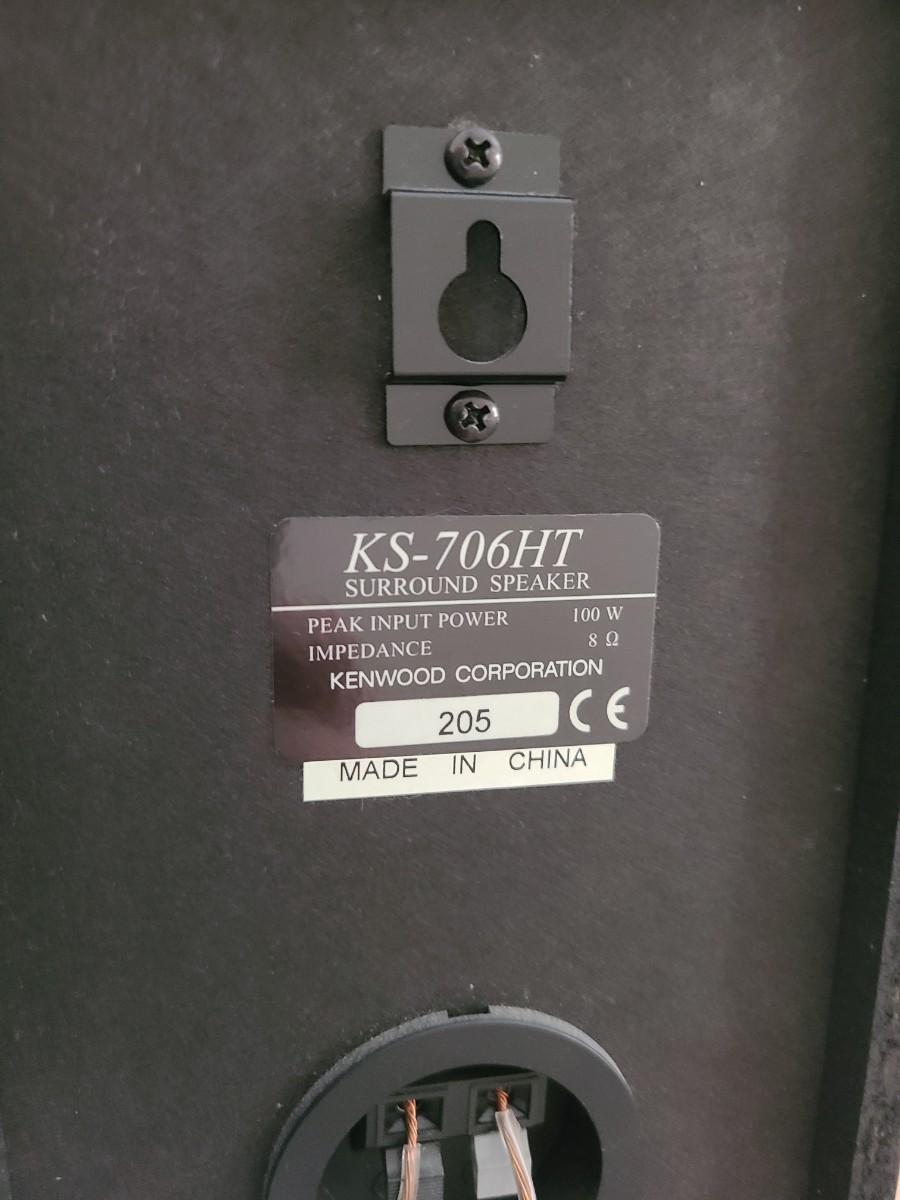 KS-706HT
SURROUND SPEAKER
PEAK INPUT POWER 100 W
IMPEDANCE 8 Ω
KENWOOD CORPORATION
205 CE
MADE IN CHINA